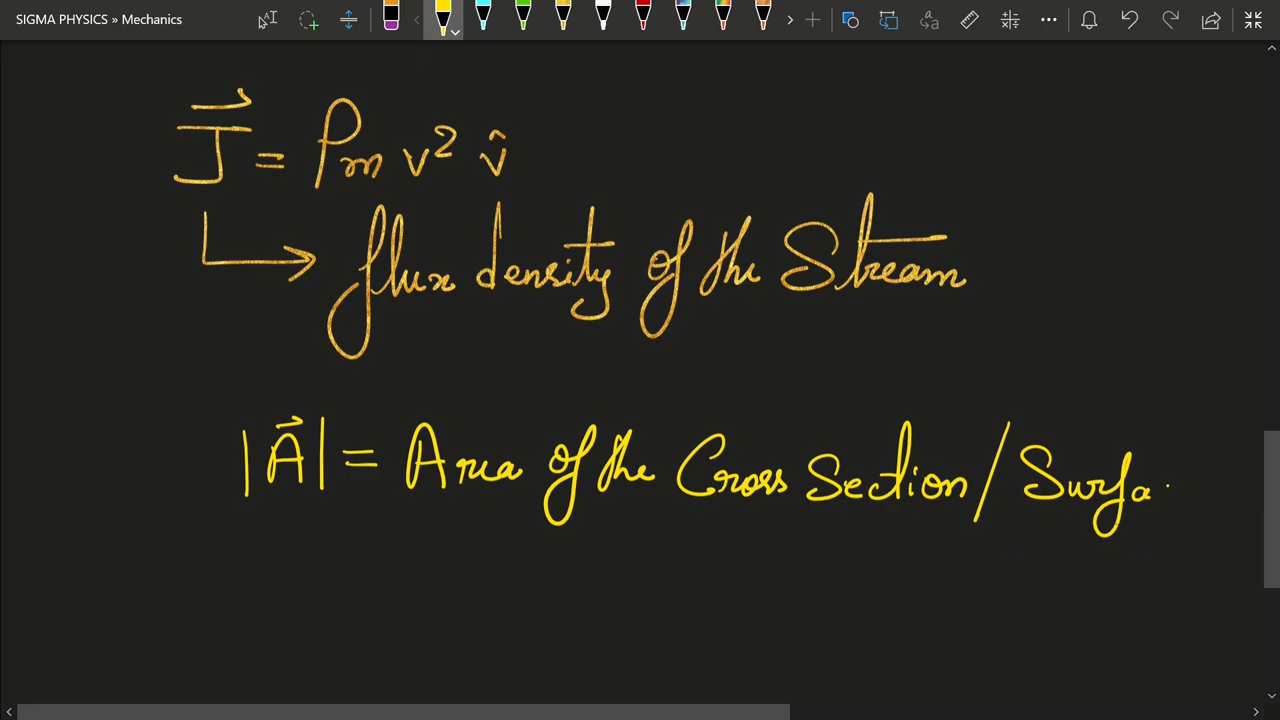 SIGMA PHYSICS » Mechanics
J⃗ = ρm v² v̂
flux density of the Stream
|A⃗| = Area of the Cross Section / Surfa